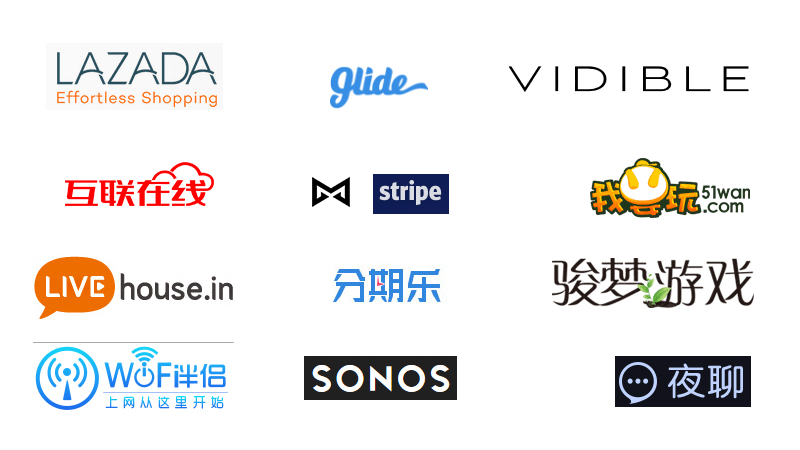 LAZADA
Effortless Shopping
glide
VIDIBLE
互联在线
stripe
我要玩
51wan
.com
LIVE
house.in
分期乐
骏梦游戏
WoF伴侣
上网从这里开始
SONOS
夜聊